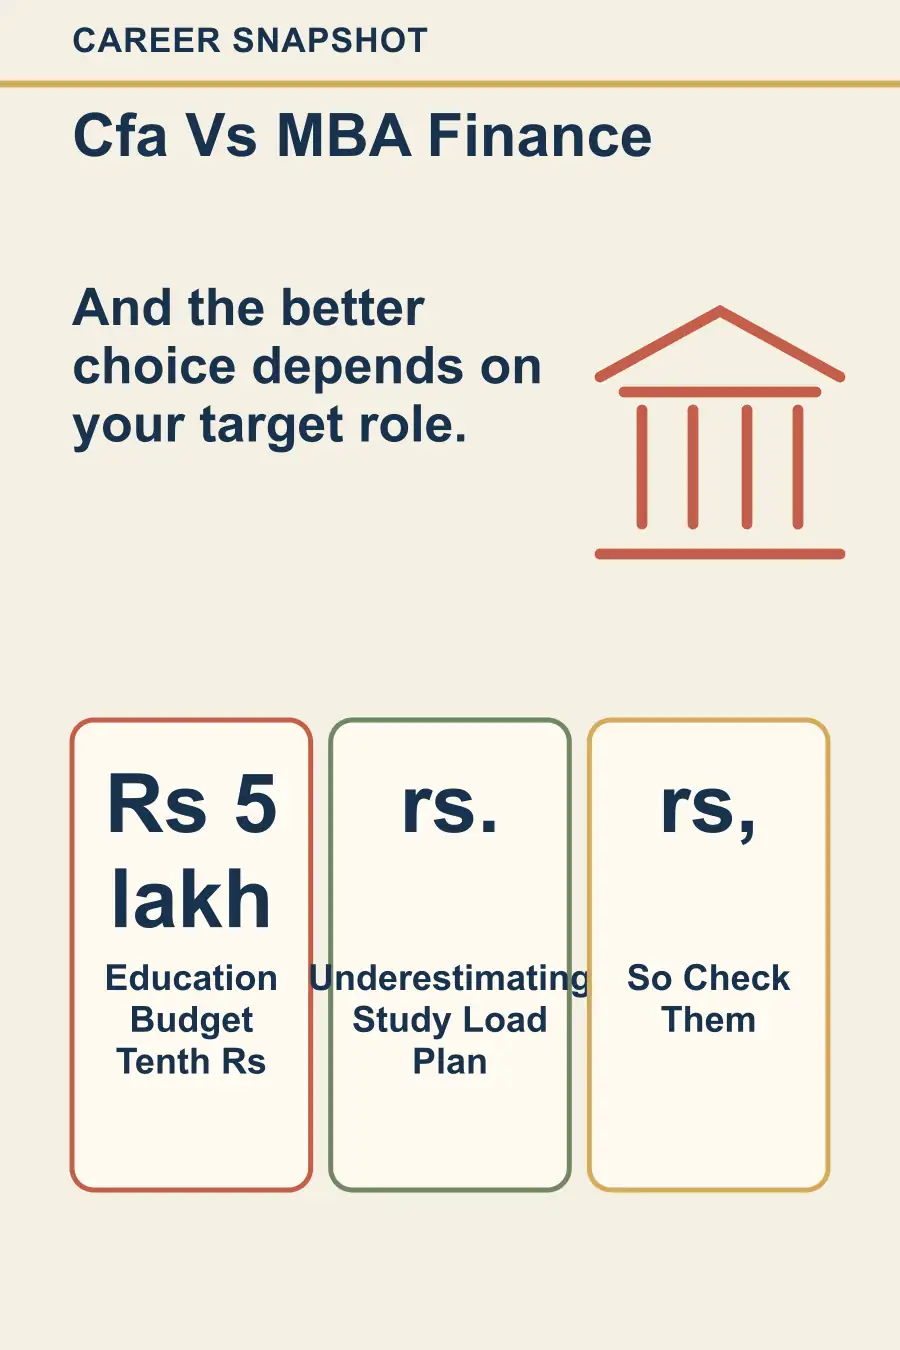 CAREER SNAPSHOT
Cfa Vs MBA Finance
And the better
choice depends on
your target role.
Rs 5
lakh
Education
Budget
Tenth Rs
rs.
Underestimating
Study Load
Plan
rs,
So Check
Them